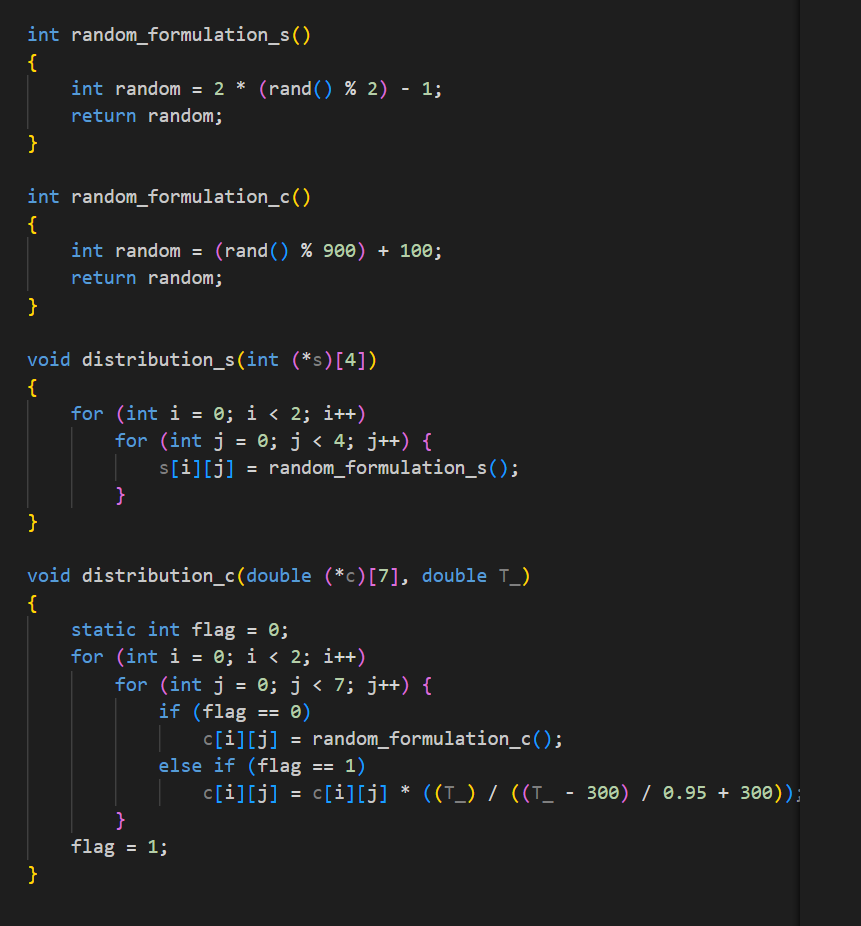 int random_formulation_s()
{
    int random = 2 * (rand() % 2) - 1;
    return random;
}

int random_formulation_c()
{
    int random = (rand() % 900) + 100;
    return random;
}

void distribution_s(int (*s)[4])
{
    for (int i = 0; i < 2; i++)
        for (int j = 0; j < 4; j++) {
            s[i][j] = random_formulation_s();
        }
}

void distribution_c(double (*c)[7], double T_)
{
    static int flag = 0;
    for (int i = 0; i < 2; i++)
        for (int j = 0; j < 7; j++) {
            if (flag == 0)
                c[i][j] = random_formulation_c();
            else if (flag == 1)
                c[i][j] = c[i][j] * ((T_) / ((T_ - 300) / 0.95 + 300));
        }
    flag = 1;
}